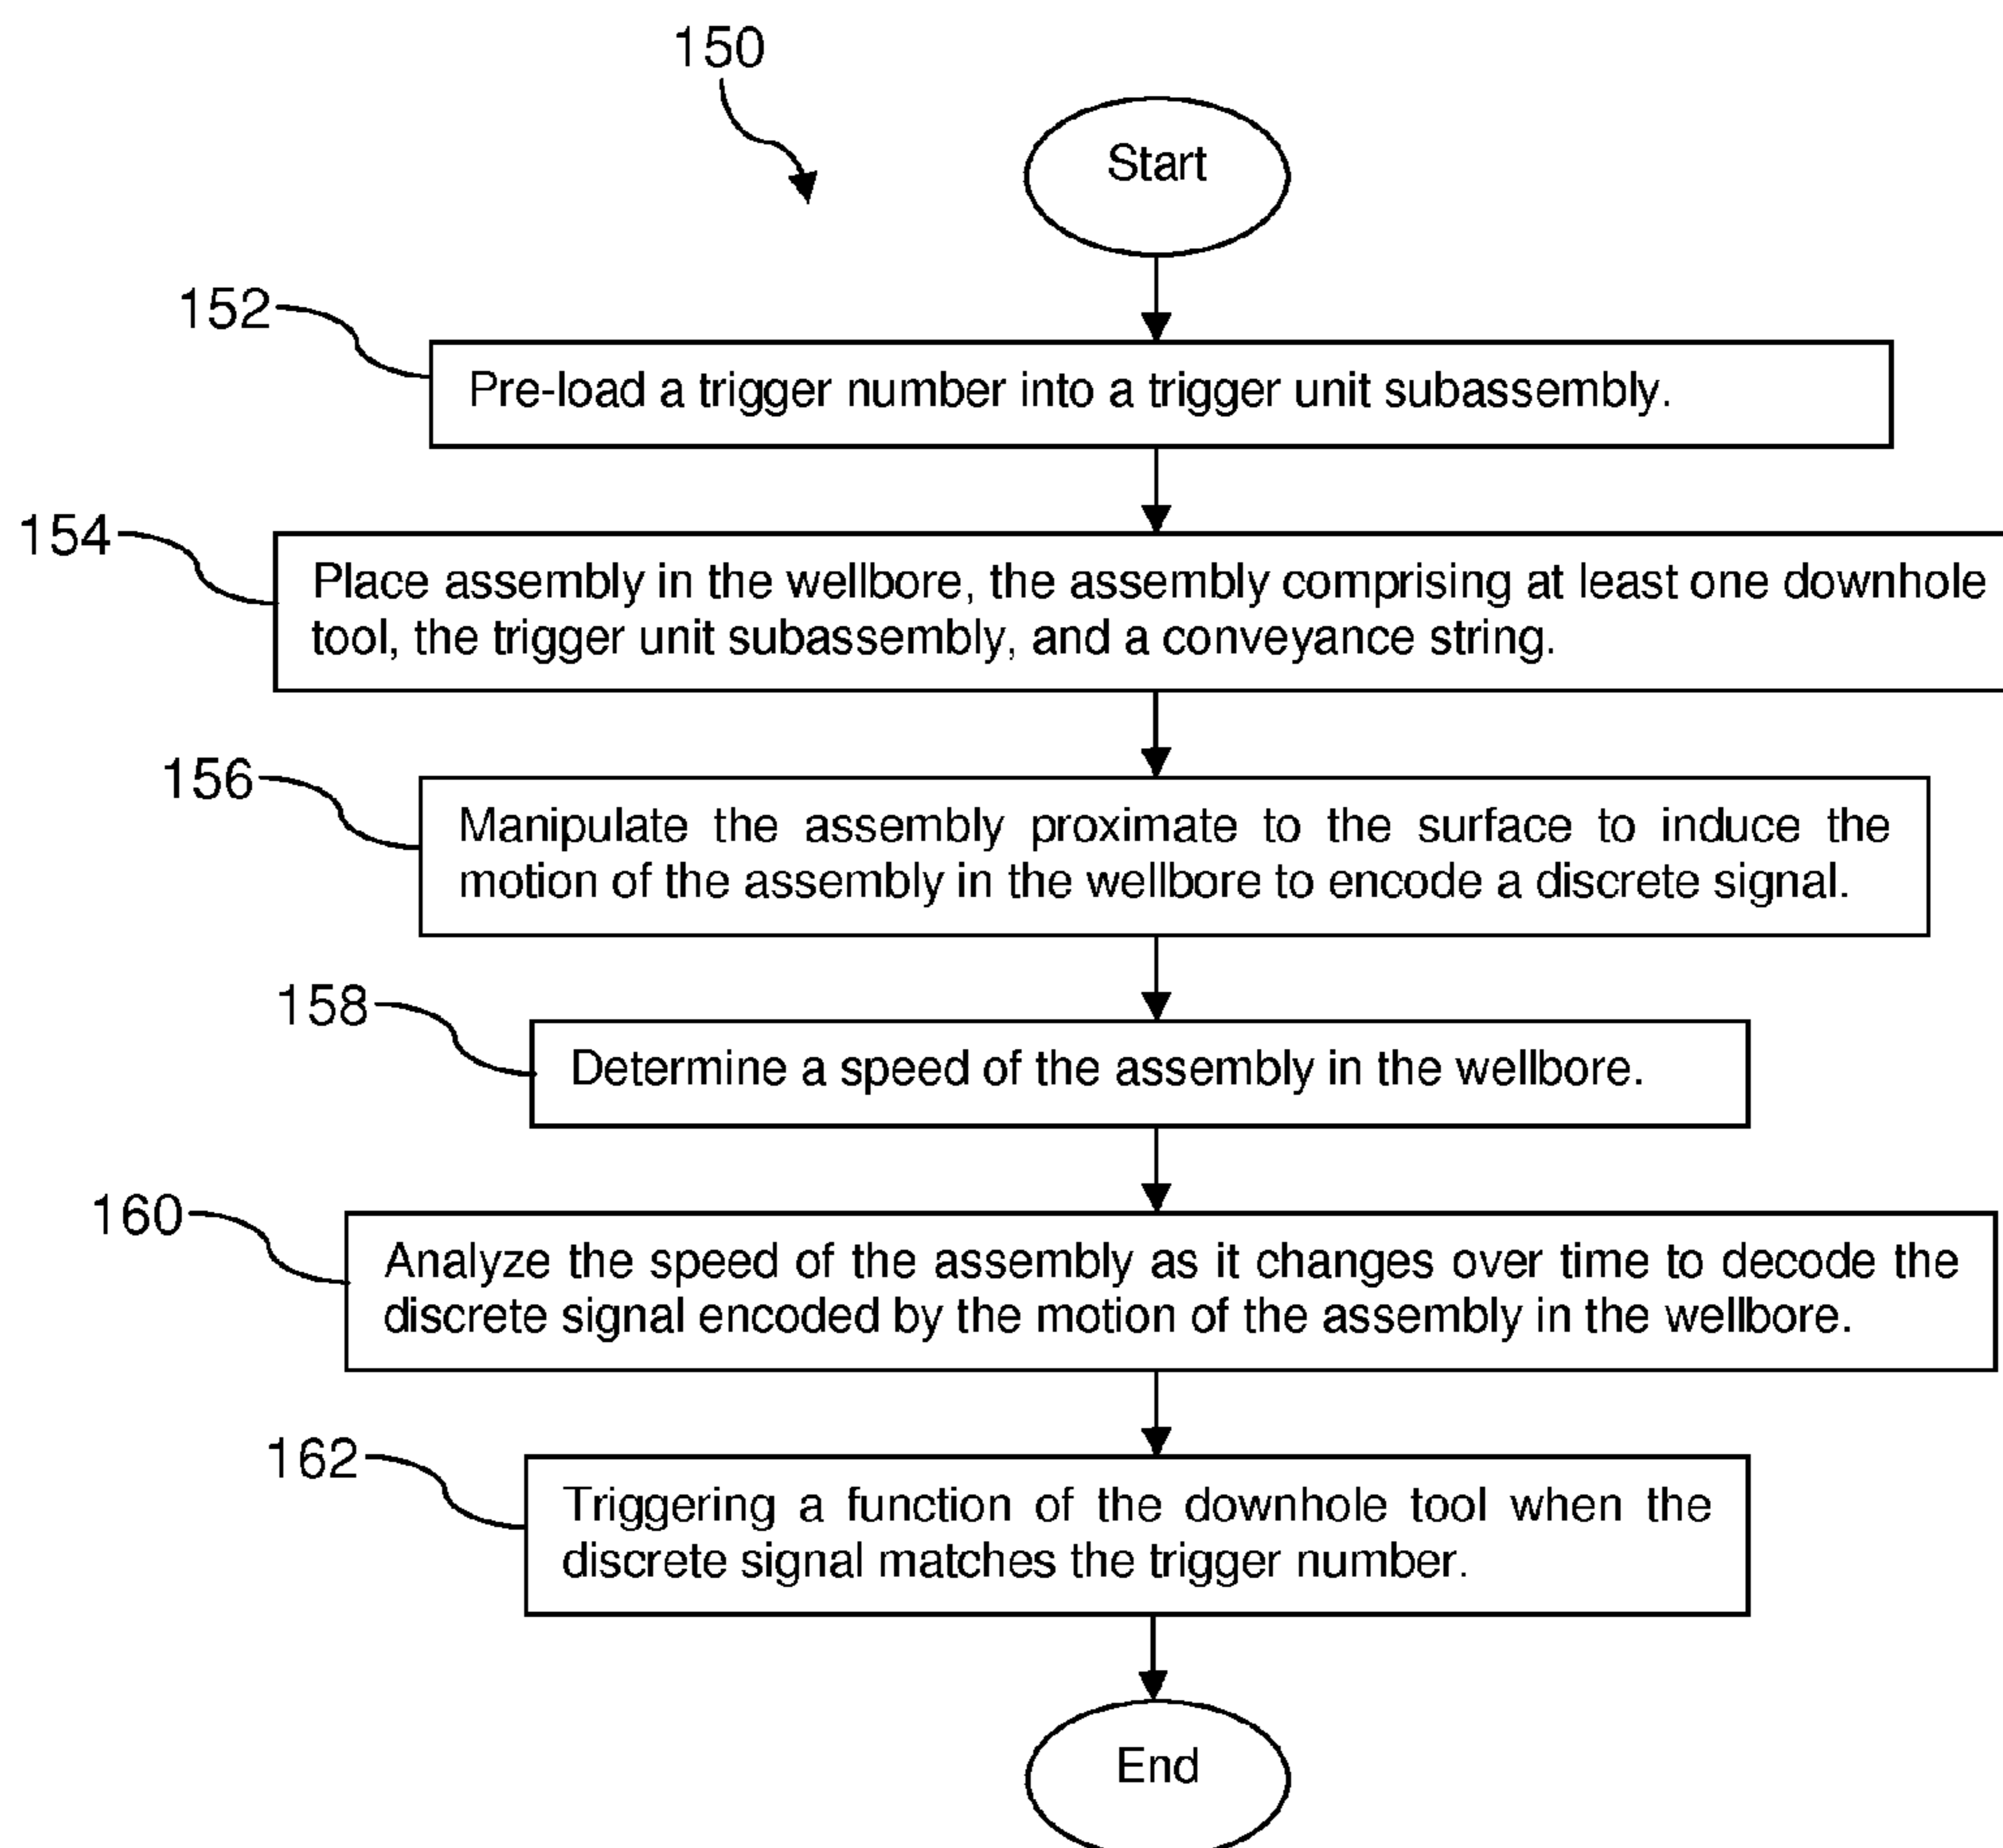 150
Start
152
Pre-load a trigger number into a trigger unit subassembly.
154
Place assembly in the wellbore, the assembly comprising at least one downhole
tool, the trigger unit subassembly, and a conveyance string.
156
Manipulate the assembly proximate to the surface to induce the
motion of the assembly in the wellbore to encode a discrete signal.
158
Determine a speed of the assembly in the wellbore.
160
Analyze the speed of the assembly as it changes over time to decode the
discrete signal encoded by the motion of the assembly in the wellbore.
162
Triggering a function of the downhole tool when the
discrete signal matches the trigger number.
End